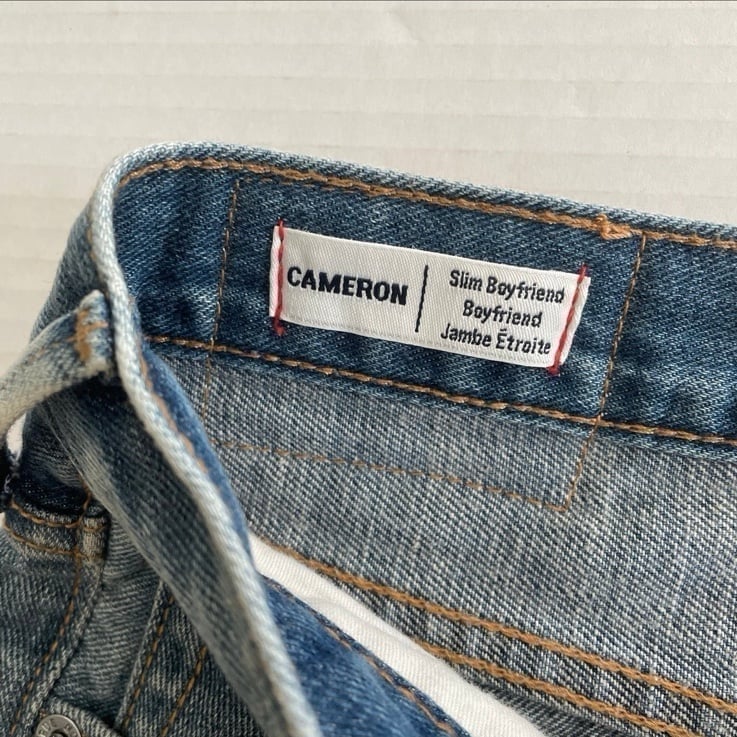 CAMERON
Slim Boyfriend
Boyfriend
Jambe Étroite